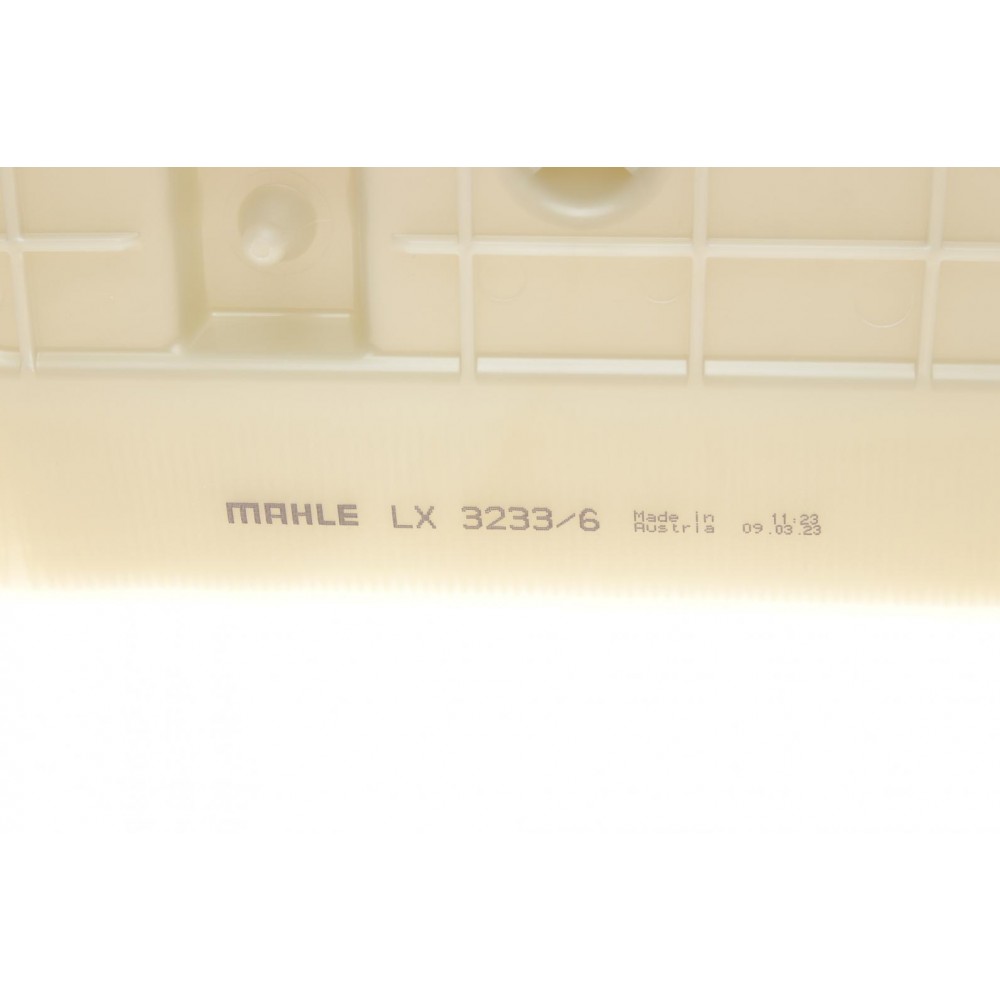 MAHLE LX 3233/6
Made in 11:23
Austria 09.03.23